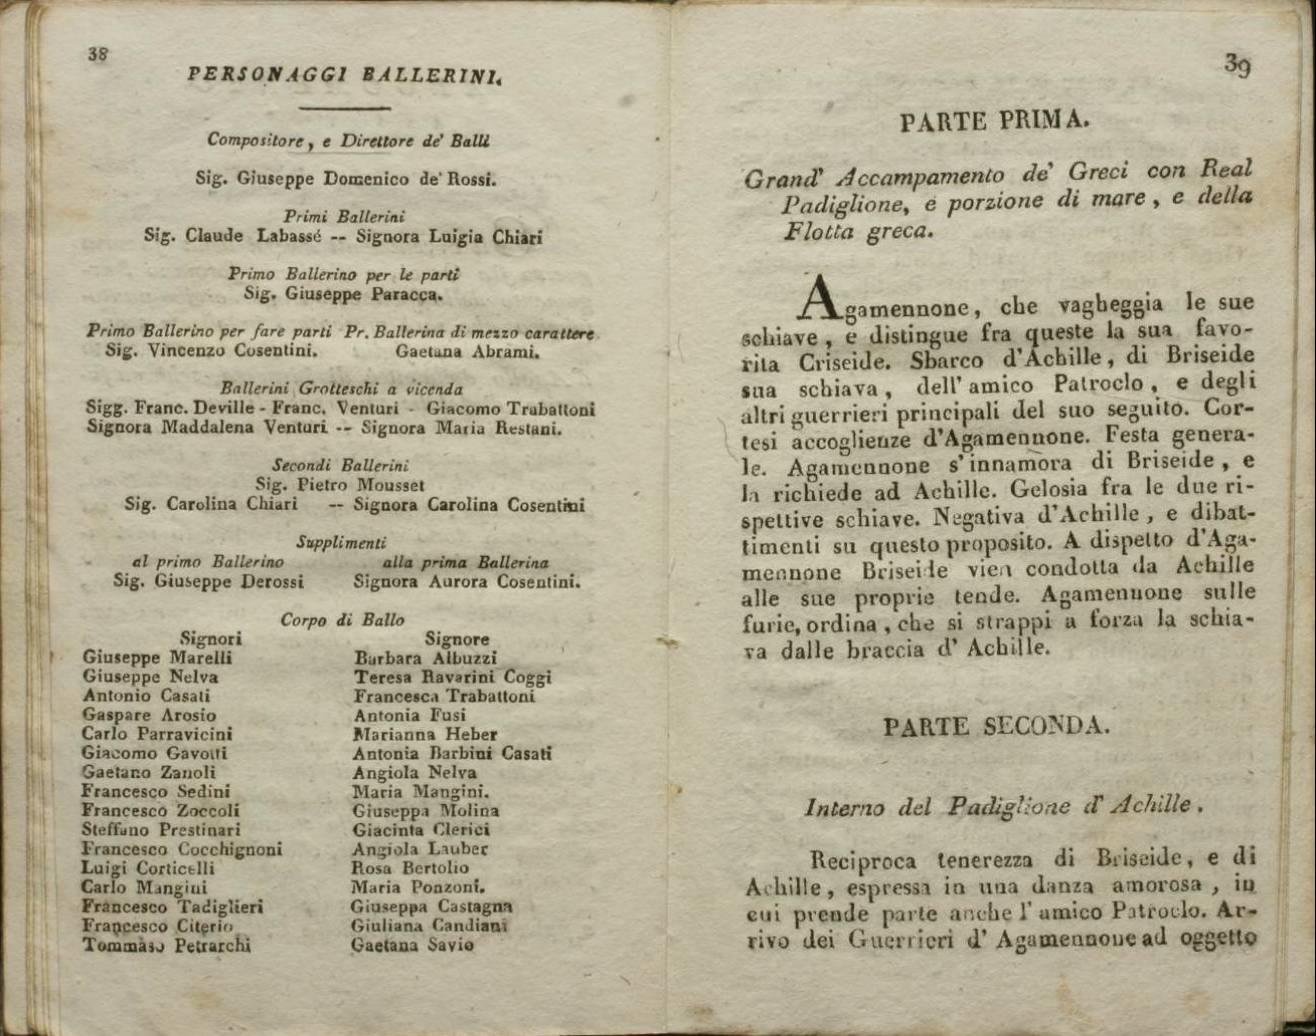 38
PERSONAGGI BALLERINI.
Compositore, e Direttore de' Balli
Sig. Giuseppe Domenico de' Rossi.
Primi Ballerini
Sig. Claude Labassé -- Signora Luigia Chiari
Primo Ballerino per le parti
Sig. Giuseppe Paracca.
Primo Ballerino per fare parti Pr. Ballerina di mezzo carattere
Sig. Vincenzo Cosentini. Gaetana Abrami.
Ballerini Grotteschi a vicenda
Sigg. Franc. Deville - Franc. Venturi - Giacomo Trabattoni
Signora Maddalena Venturi -- Signora Maria Restani.
Secondi Ballerini
Sig. Pietro Mousset
Sig. Carolina Chiari -- Signora Carolina Cosentini
Supplimenti
al primo Ballerino alla prima Ballerina
Sig. Giuseppe Derossi Signora Aurora Cosentini.
Corpo di Ballo
Signori Signore
Giuseppe Marelli Barbara Albuzzi
Giuseppe Nelva Teresa Ravarini Coggi
Antonio Casati Francesca Trabattoni
Gaspare Arosio Antonia Fusi
Carlo Parravicini Marianna Heber
Giacomo Gavotti Antonia Barbini Casati
Gaetano Zanoli Angiola Nelva
Francesco Sedini Maria Mangini.
Francesco Zoccoli Giuseppa Molina
Steffano Prestinari Giacinta Clerici
Francesco Cocchignoni Angiola Lauber
Luigi Corticelli Rosa Bertolio
Carlo Mangini Maria Ponzoni.
Francesco Tadiglieri Giuseppa Castagna
Francesco Citerio Giuliana Candiani
Tommaso Petrarchi Gaetana Savio
39
PARTE PRIMA.
Grand' Accampamento de' Greci con Real
Padiglione, e porzione di mare, e della
Flotta greca.
Agamennone, che vagheggia le sue
schiave, e distingue fra queste la sua favo-
rita Criseide. Sbarco d'Achille, di Briseide
sua schiava, dell' amico Patroclo, e degli
altri guerrieri principali del suo seguito. Cor-
tesi accoglienze d'Agamennone. Festa genera-
le. Agamennone s'innamora di Briseide, e
la richiede ad Achille. Gelosia fra le due ri-
spettive schiave. Negativa d'Achille, e dibat-
timenti su questo proposito. A dispetto d'Aga-
mennone Briseide vien condotta da Achille
alle sue proprie tende. Agamennone sulle
furie, ordina, che si strappi a forza la schia-
va dalle braccia d' Achille.
PARTE SECONDA.
Interno del Padiglione d' Achille.
Reciproca tenerezza di Briseide, e di
Achille, espressa in una danza amorosa, in
cui prende parte anche l' amico Patroclo. Ar-
rivo dei Guerrieri d' Agamennone ad oggetto